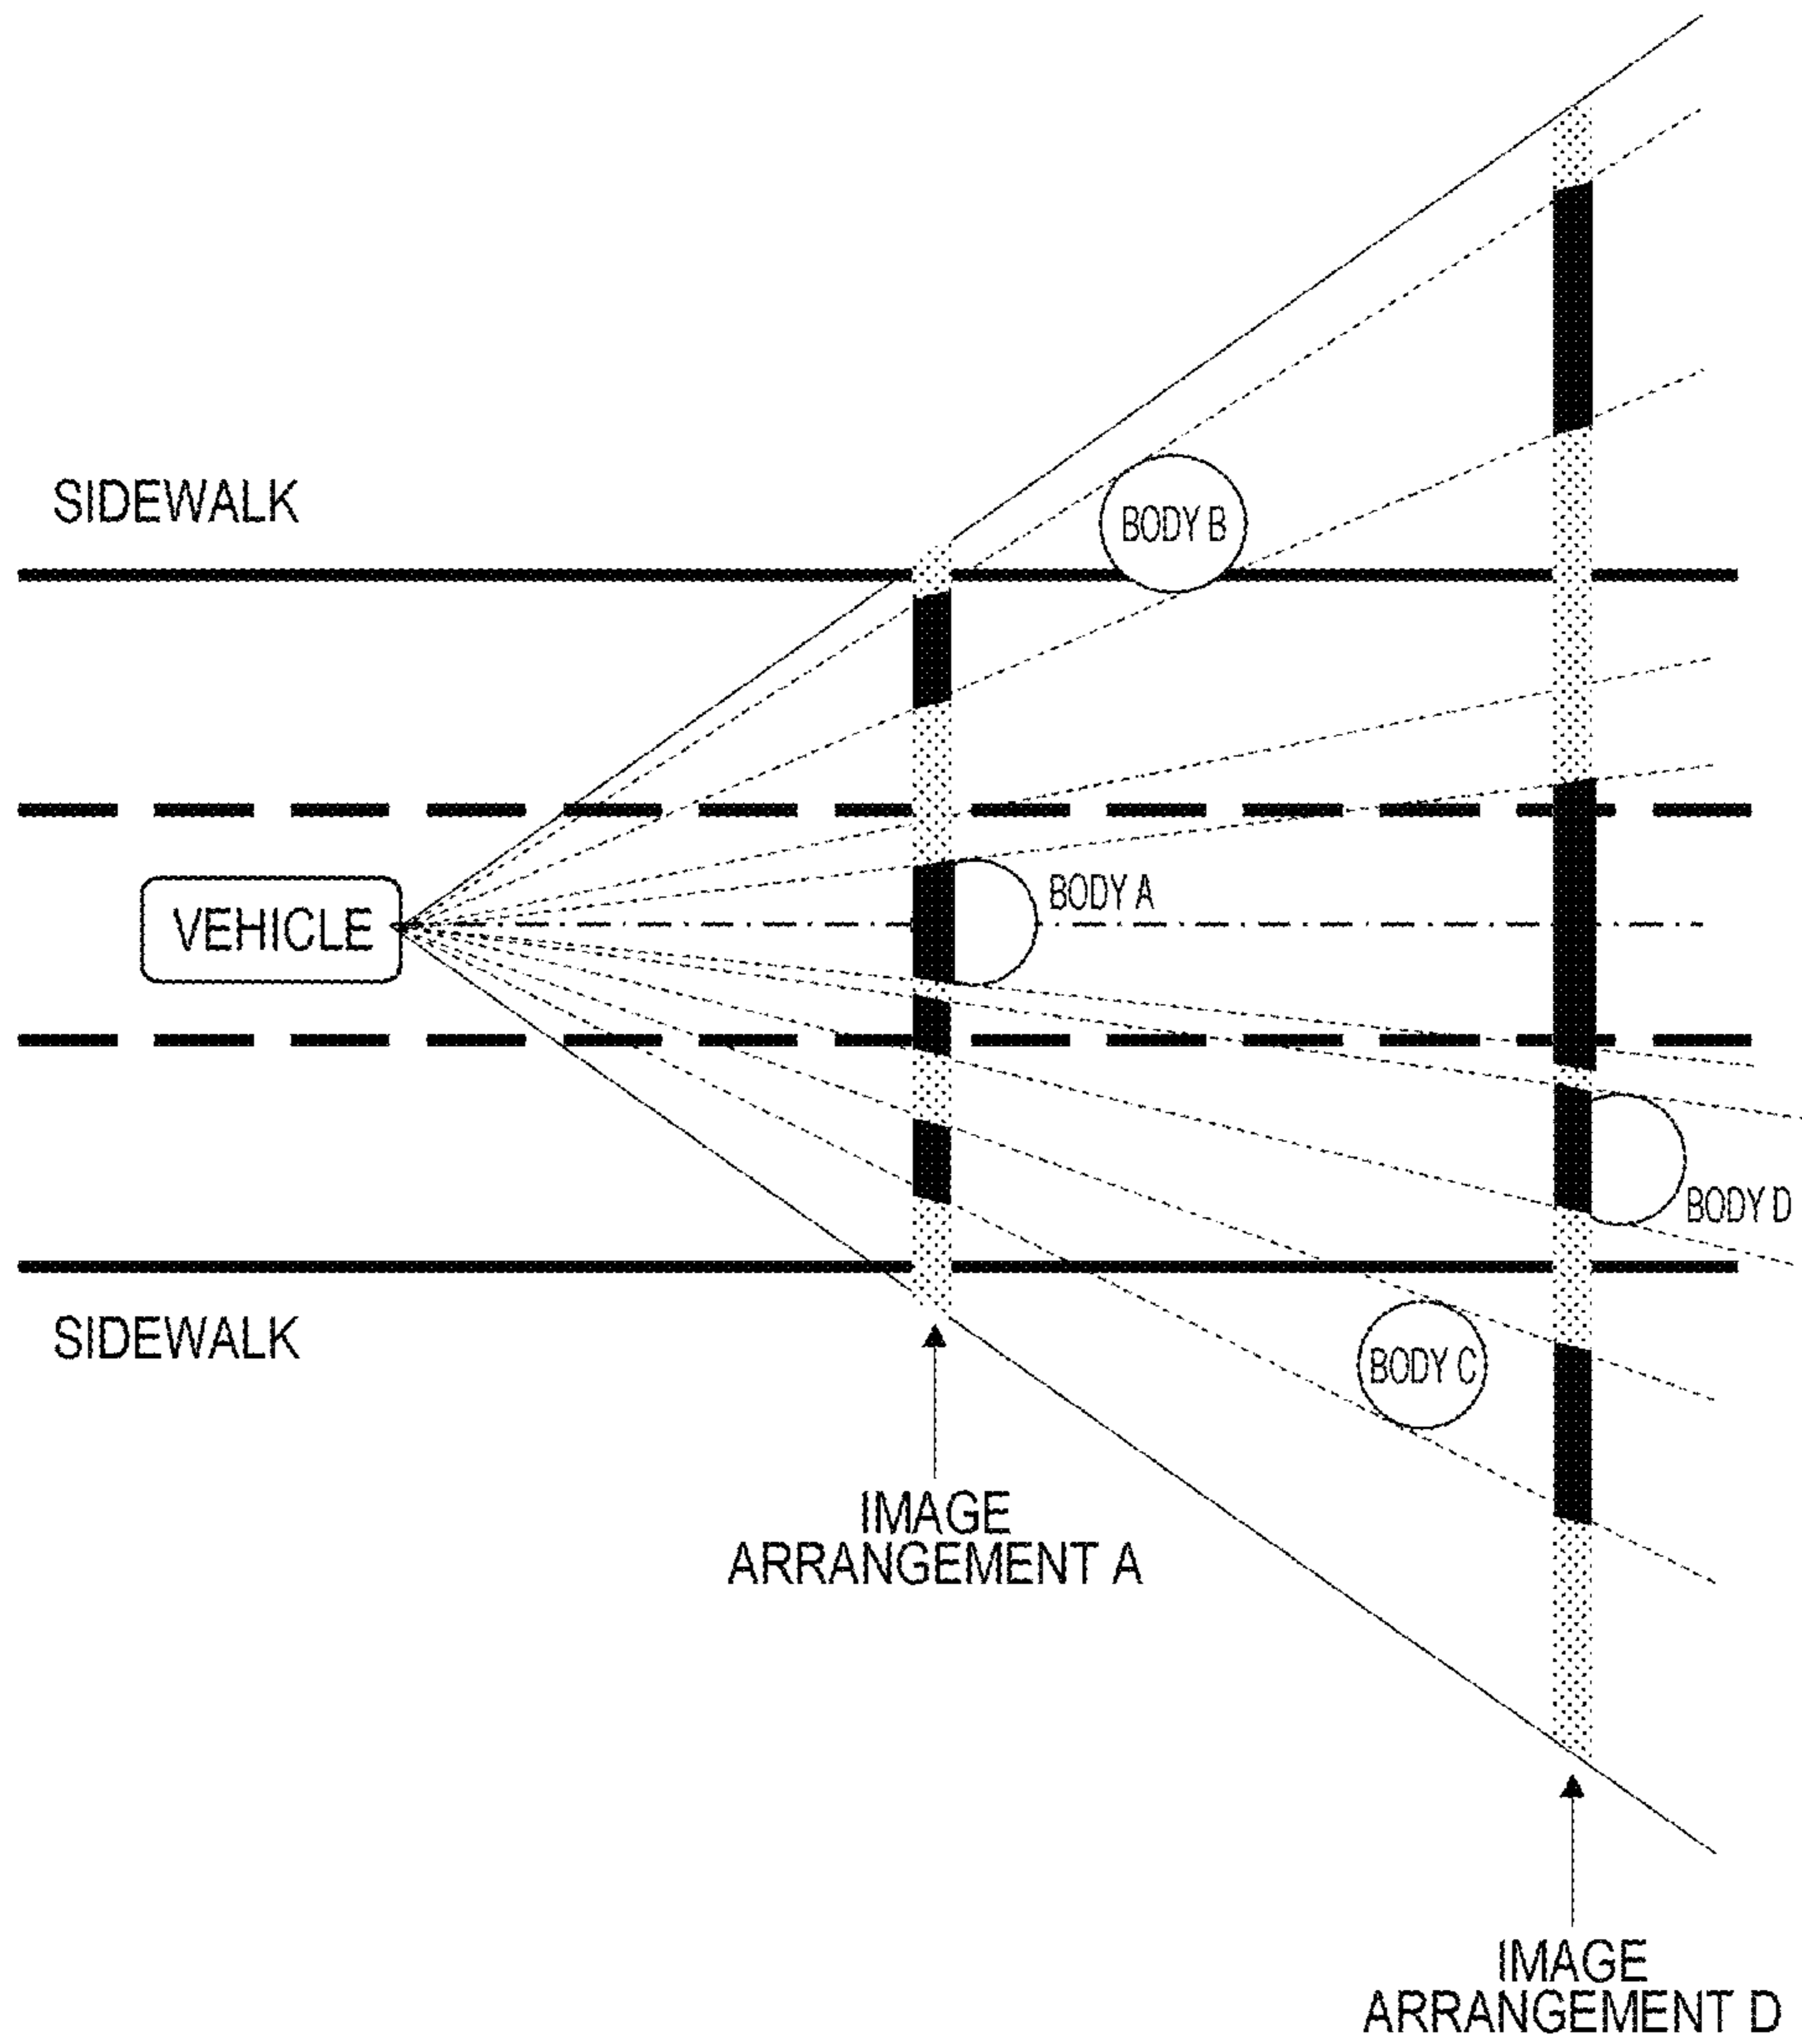 SIDEWALK
BODY B
BODY A
VEHICLE
BODY D
SIDEWALK
BODY C
IMAGE
ARRANGEMENT A
IMAGE
ARRANGEMENT D